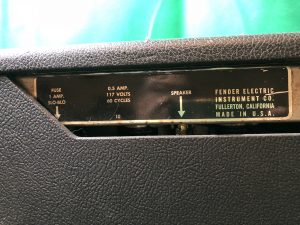 FUSE
1 AMP.
SLO-BLO
0.5 AMP.
117 VOLTS
60 CYCLES
10
SPEAKER
FENDER ELECTRIC
INSTRUMENT CO.
FULLERTON, CALIFORNIA
MADE IN U.S.A.